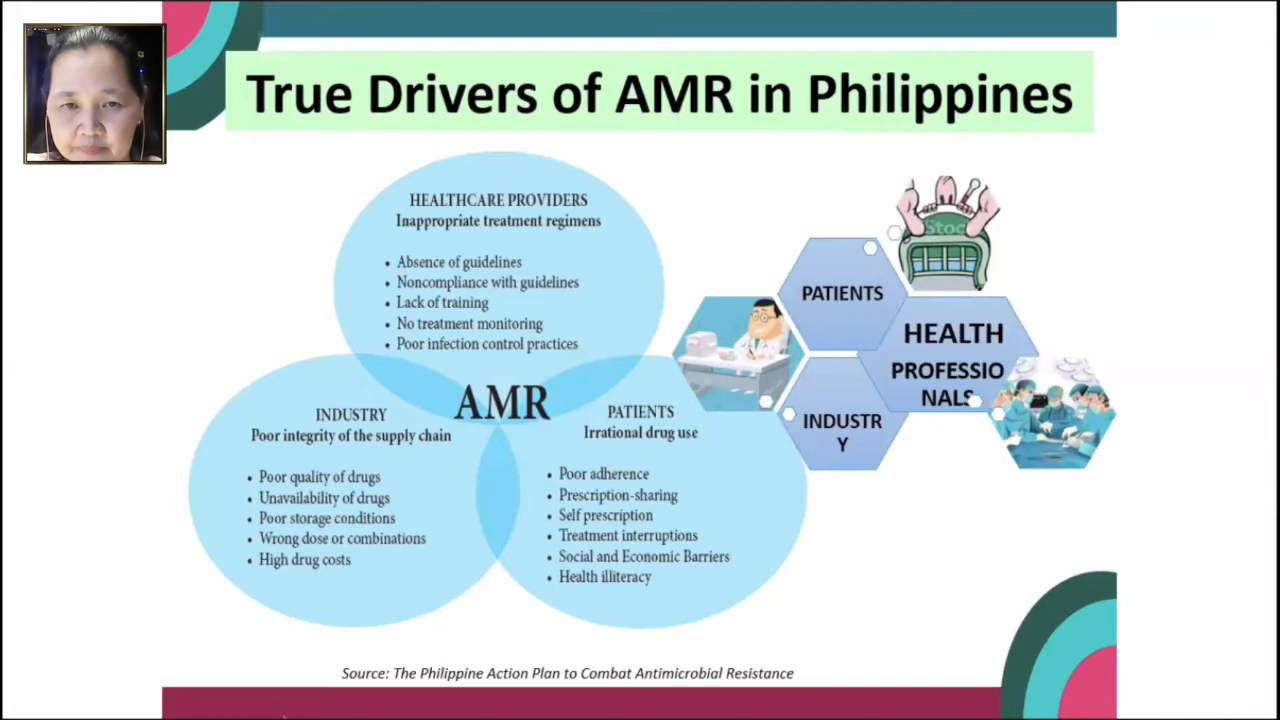 True Drivers of AMR in Philippines
HEALTHCARE PROVIDERS
Inappropriate treatment regimens
• Absence of guidelines
• Noncompliance with guidelines
• Lack of training
• No treatment monitoring
• Poor infection control practices
AMR
INDUSTRY
Poor integrity of the supply chain
• Poor quality of drugs
• Unavailability of drugs
• Poor storage conditions
• Wrong dose or combinations
• High drug costs
PATIENTS
Irrational drug use
• Poor adherence
• Prescription-sharing
• Self prescription
• Treatment interruptions
• Social and Economic Barriers
• Health illiteracy
PATIENTS
HEALTH
PROFESSIO
NALS
INDUSTR
Y
Source: The Philippine Action Plan to Combat Antimicrobial Resistance